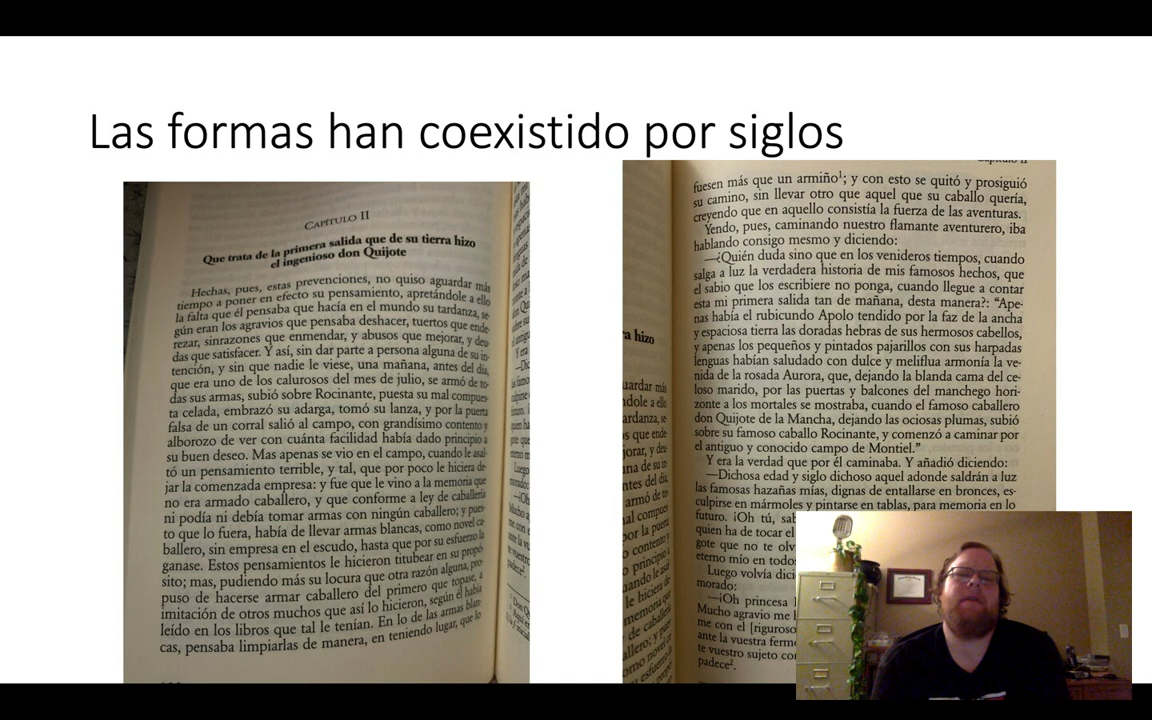 Las formas han coexistido por siglos
CAPÍTULO II
Que trata de la primera salida que de su tierra hizo
el ingenioso don Quijote
Hechas, pues, estas prevenciones, no quiso aguardar más
tiempo a poner en efecto su pensamiento, apretándole a ello
la falta que él pensaba que hacía en el mundo su tardanza, se-
gún eran los agravios que pensaba deshacer, tuertos que ende-
rezar, sinrazones que enmendar, y abusos que mejorar, y deu-
das que satisfacer. Y así, sin dar parte a persona alguna de su in-
tención, y sin que nadie le viese, una mañana, antes del día,
que era uno de los calurosos del mes de julio, se armó de to-
das sus armas, subió sobre Rocinante, puesta su mal compues-
ta celada, embrazó su adarga, tomó su lanza, y por la puerta
falsa de un corral salió al campo, con grandísimo contento y
alborozo de ver con cuánta facilidad había dado principio a
su buen deseo. Mas apenas se vio en el campo, cuando le asal-
tó un pensamiento terrible, y tal, que por poco le hiciera de-
jar la comenzada empresa: y fue que le vino a la memoria que
no era armado caballero, y que conforme a ley de caballería
ni podía ni debía tomar armas con ningún caballero; y pues-
to que lo fuera, había de llevar armas blancas, como novel ca-
ballero, sin empresa en el escudo, hasta que por su esfuerzo la
ganase. Estos pensamientos le hicieron titubear en su propó-
sito; mas, pudiendo más su locura que otra razón alguna, pro-
puso de hacerse armar caballero del primero que topase, a
imitación de otros muchos que así lo hicieron, según él había
leído en los libros que tal le tenían. En lo de las armas blan-
cas, pensaba limpiarlas de manera, en teniendo lugar, que lo
Capítulo II
fuesen más que un armiño¹; y con esto se quitó y prosiguió
su camino, sin llevar otro que aquel que su caballo quería,
creyendo que en aquello consistía la fuerza de las aventuras.
Yendo, pues, caminando nuestro flamante aventurero, iba
hablando consigo mesmo y diciendo:
—¿Quién duda sino que en los venideros tiempos, cuando
salga a luz la verdadera historia de mis famosos hechos, que
el sabio que los escribiere no ponga, cuando llegue a contar
esta mi primera salida tan de mañana, desta manera?: “Ape-
nas había el rubicundo Apolo tendido por la faz de la ancha
y espaciosa tierra las doradas hebras de sus hermosos cabellos,
y apenas los pequeños y pintados pajarillos con sus harpadas
lenguas habían saludado con dulce y meliflua armonía la ve-
nida de la rosada Aurora, que, dejando la blanda cama del ce-
loso marido, por las puertas y balcones del manchego hori-
zonte a los mortales se mostraba, cuando el famoso caballero
don Quijote de la Mancha, dejando las ociosas plumas, subió
sobre su famoso caballo Rocinante, y comenzó a caminar por
el antiguo y conocido campo de Montiel.”
Y era la verdad que por él caminaba. Y añadió diciendo:
—Dichosa edad y siglo dichoso aquel adonde saldrán a luz
las famosas hazañas mías, dignas de entallarse en bronces, es-
culpirse en mármoles y pintarse en tablas, para memoria en lo
futuro. ¡Oh tú, sab
quien ha de tocar el
gote que no te olv
eterno mío en todos
Luego volvía dici
morado:
—¡Oh princesa
Mucho agravio me
me con el [riguroso
ante la vuestra ferm
te vuestro sujeto co
padece².